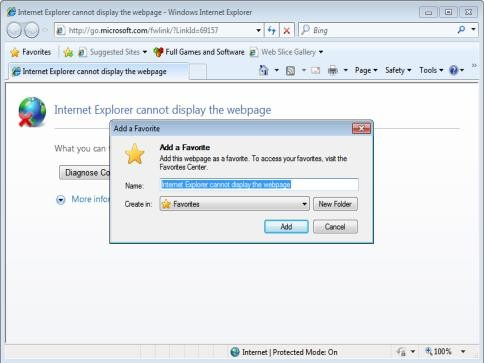 Internet Explorer cannot display the webpage - Windows Internet Explorer
http://go.microsoft.com/fwlink/?LinkId=69157
Bing
Favorites Suggested Sites Full Games and Software Web Slice Gallery
Internet Explorer cannot display the webpage
Page Safety Tools
Internet Explorer cannot display the webpage
What you can
Diagnose Co
More infor
Add a Favorite
Add a Favorite
Add this webpage as a favorite. To access your favorites, visit the
Favorites Center.
Name: Internet Explorer cannot display the webpage
Create in: Favorites New Folder
Add Cancel
Internet | Protected Mode: On 100%